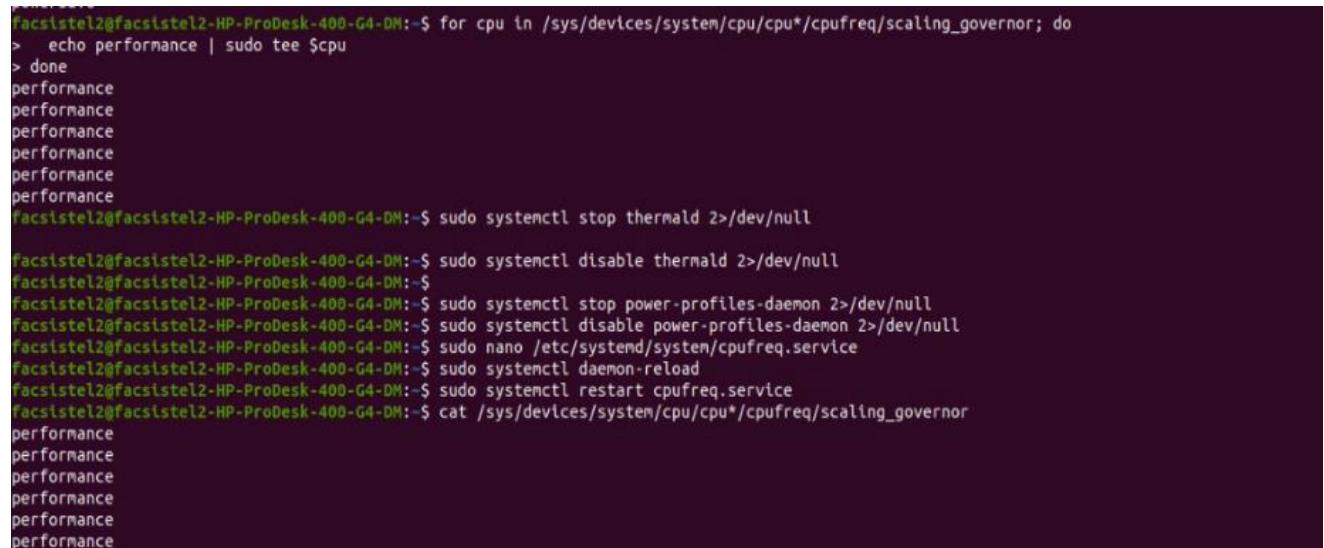 facsistel2@facsistel2-HP-ProDesk-400-G4-DM:~$ for cpu in /sys/devices/system/cpu/cpu*/cpufreq/scaling_governor; do
>   echo performance | sudo tee $cpu
> done
performance
performance
performance
performance
performance
performance
facsistel2@facsistel2-HP-ProDesk-400-G4-DM:~$ sudo systemctl stop thermald 2>/dev/null
facsistel2@facsistel2-HP-ProDesk-400-G4-DM:~$ sudo systemctl disable thermald 2>/dev/null
facsistel2@facsistel2-HP-ProDesk-400-G4-DM:~$
facsistel2@facsistel2-HP-ProDesk-400-G4-DM:~$ sudo systemctl stop power-profiles-daemon 2>/dev/null
facsistel2@facsistel2-HP-ProDesk-400-G4-DM:~$ sudo systemctl disable power-profiles-daemon 2>/dev/null
facsistel2@facsistel2-HP-ProDesk-400-G4-DM:~$ sudo nano /etc/systemd/system/cpufreq.service
facsistel2@facsistel2-HP-ProDesk-400-G4-DM:~$ sudo systemctl daemon-reload
facsistel2@facsistel2-HP-ProDesk-400-G4-DM:~$ sudo systemctl restart cpufreq.service
facsistel2@facsistel2-HP-ProDesk-400-G4-DM:~$ cat /sys/devices/system/cpu/cpu*/cpufreq/scaling_governor
performance
performance
performance
performance
performance
performance